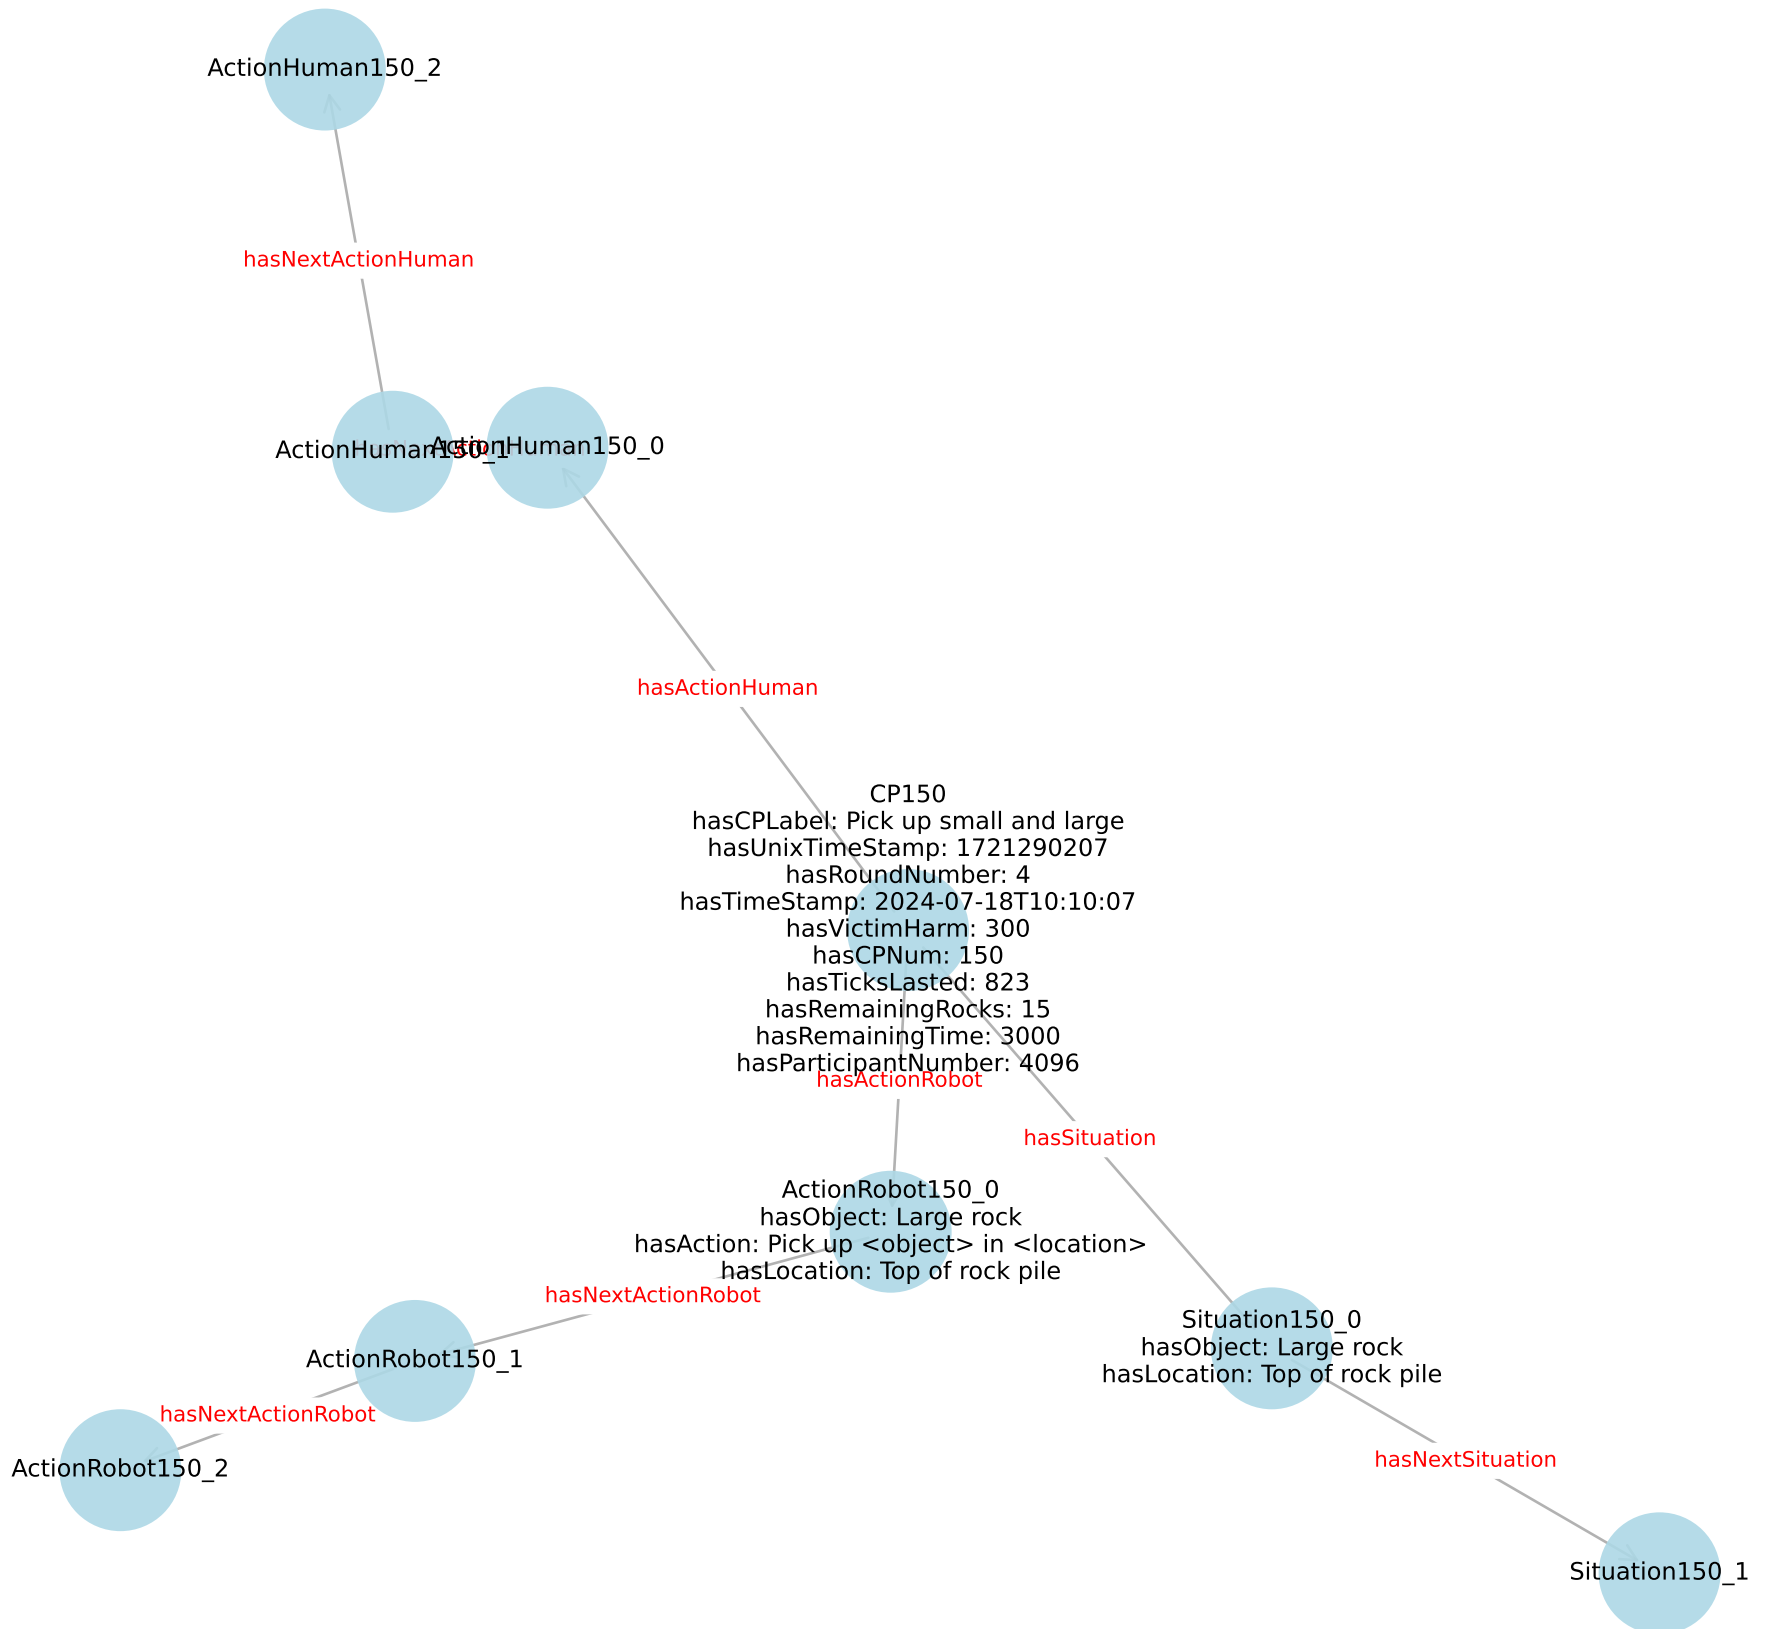 ActionHuman150_2
hasNextActionHuman
ActionHuman150_1
ActionHuman150_0
hasActionHuman
CP150
hasCPLabel: Pick up small and large
hasUnixTimeStamp: 1721290207
hasRoundNumber: 4
hasTimeStamp: 2024-07-18T10:10:07
hasVictimHarm: 300
hasCPNum: 150
hasTicksLasted: 823
hasRemainingRocks: 15
hasRemainingTime: 3000
hasParticipantNumber: 4096
hasActionRobot
hasSituation
ActionRobot150_0
hasObject: Large rock
hasAction: Pick up <object> in <location>
hasLocation: Top of rock pile
hasNextActionRobot
Situation150_0
hasObject: Large rock
hasLocation: Top of rock pile
ActionRobot150_1
hasNextActionRobot
ActionRobot150_2
hasNextSituation
Situation150_1